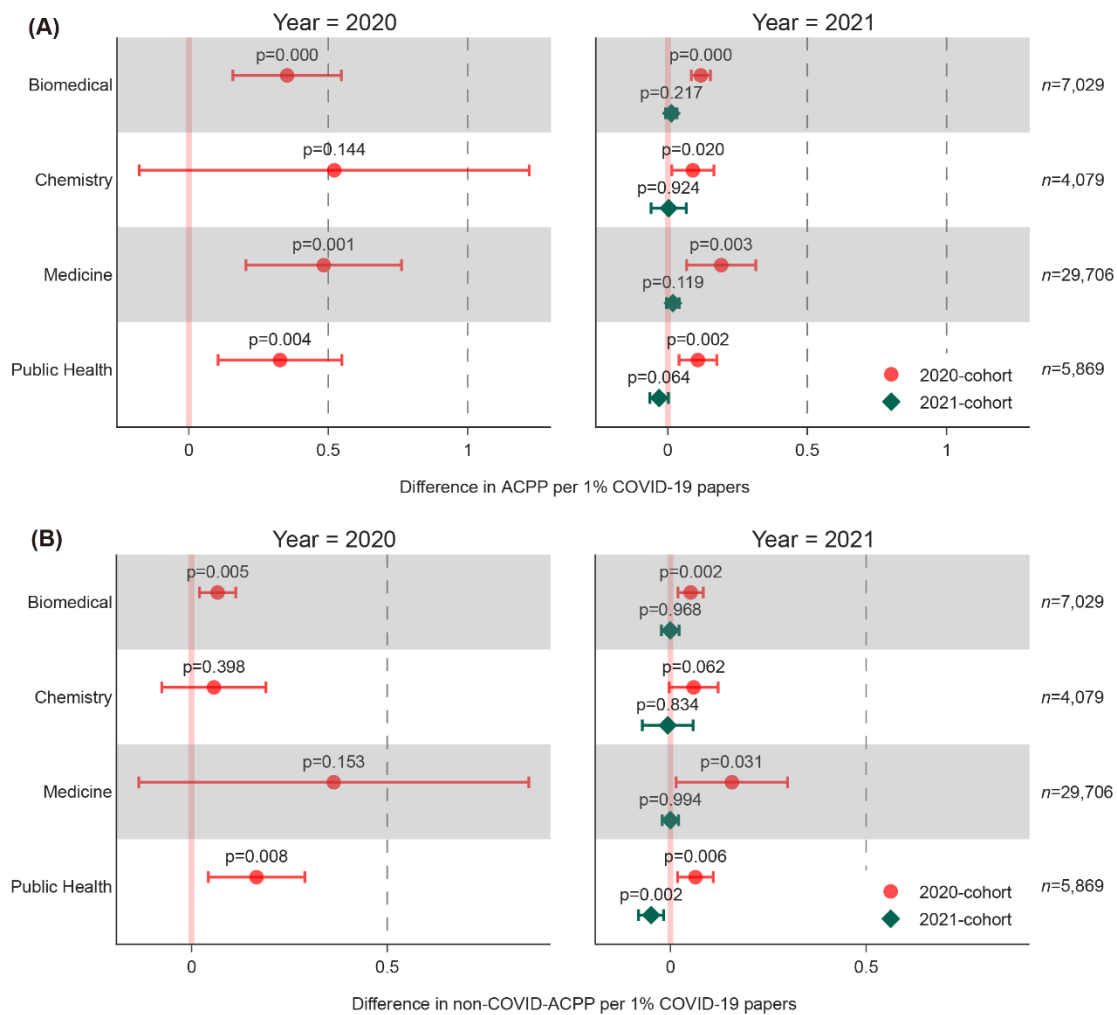 (A)
Year = 2020
Year = 2021
Biomedical
p=0.000
p=0.000
p=0.217
n=7,029
Chemistry
p=0.144
p=0.020
p=0.924
n=4,079
Medicine
p=0.001
p=0.003
p=0.119
n=29,706
Public Health
p=0.004
p=0.002
p=0.064
n=5,869
2020-cohort
2021-cohort
0 0.5 1
0 0.5 1
Difference in ACPP per 1% COVID-19 papers
(B)
Year = 2020
Year = 2021
Biomedical
p=0.005
p=0.002
p=0.968
n=7,029
Chemistry
p=0.398
p=0.062
p=0.834
n=4,079
Medicine
p=0.153
p=0.031
p=0.994
n=29,706
Public Health
p=0.008
p=0.006
p=0.002
n=5,869
2020-cohort
2021-cohort
0 0.5
0 0.5
Difference in non-COVID-ACPP per 1% COVID-19 papers